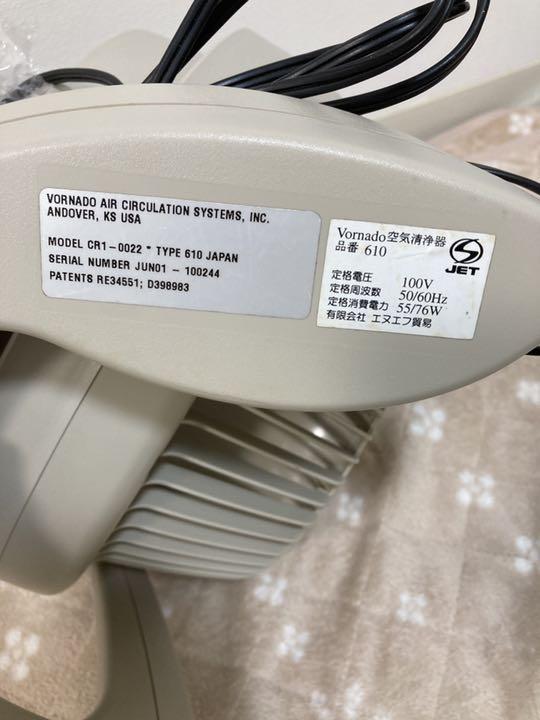 VORNADO AIR CIRCULATION SYSTEMS, INC.
ANDOVER, KS USA
MODEL CR1-0022 * TYPE 610 JAPAN
SERIAL NUMBER JUN01 - 100244
PATENTS RE34551; D398983
Vornado空気清浄器
品番 610
JET
定格電圧 100V
定格周波数 50/60Hz
定格消費電力 55/76W
有限会社 エヌエフ貿易